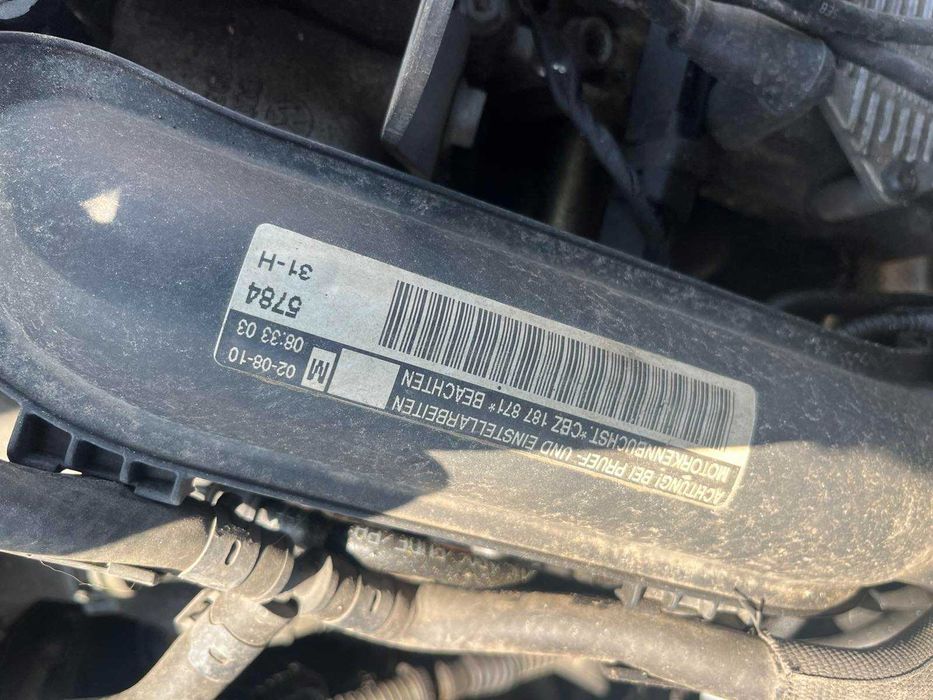 ACHTUNG! BEI PRUEF- UND EINSTELLARBEITEN
MOTORKENNBUCHST.*CBZ 187 871* BEACHTEN
M
02-08-10
08:33 03
5784
31-H